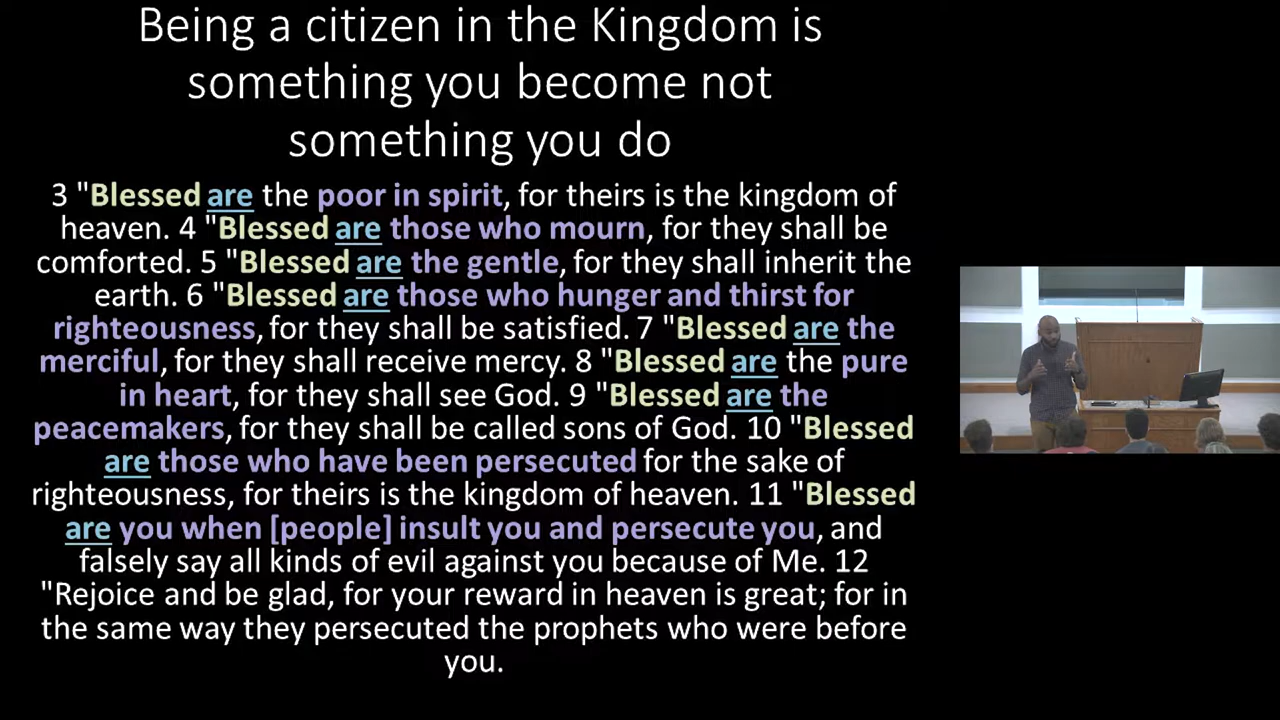 Being a citizen in the Kingdom is
something you become not
something you do
3 "Blessed are the poor in spirit, for theirs is the kingdom of
heaven. 4 "Blessed are those who mourn, for they shall be
comforted. 5 "Blessed are the gentle, for they shall inherit the
earth. 6 "Blessed are those who hunger and thirst for
righteousness, for they shall be satisfied. 7 "Blessed are the
merciful, for they shall receive mercy. 8 "Blessed are the pure
in heart, for they shall see God. 9 "Blessed are the
peacemakers, for they shall be called sons of God. 10 "Blessed
are those who have been persecuted for the sake of
righteousness, for theirs is the kingdom of heaven. 11 "Blessed
are you when [people] insult you and persecute you, and
falsely say all kinds of evil against you because of Me. 12
"Rejoice and be glad, for your reward in heaven is great; for in
the same way they persecuted the prophets who were before
you.